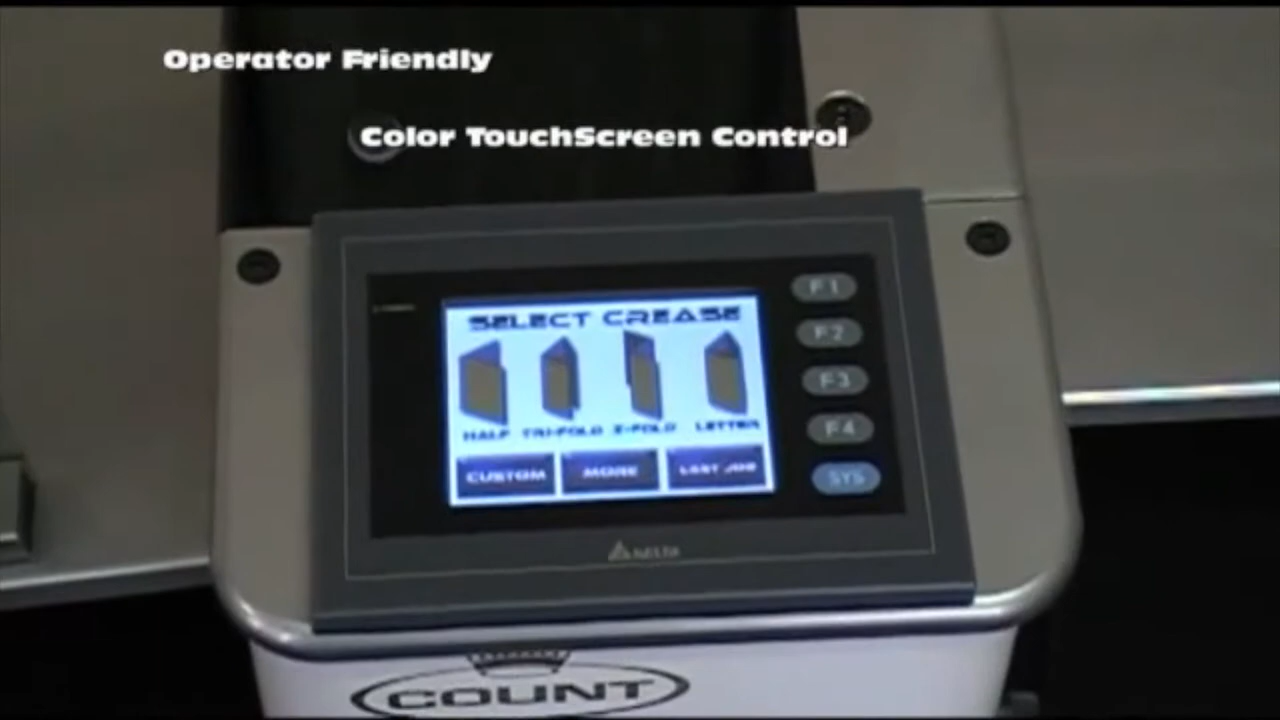 Operator Friendly
Color TouchScreen Control
SELECT CREASE
HALF TRI-FOLD Z-FOLD LETTER
CUSTOM MORE LAST JOB
F1
F2
F3
F4
SYS
DELTA
COUNT